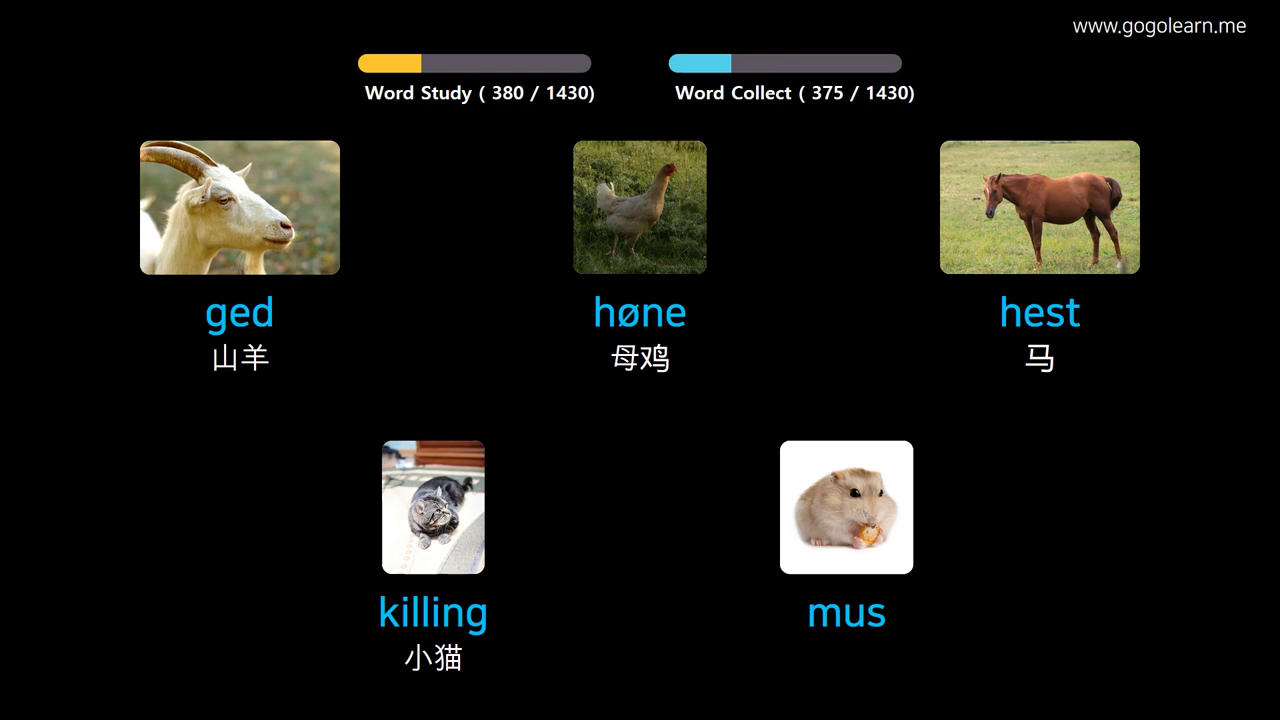 www.gogolearn.me
Word Study ( 380 / 1430)
Word Collect ( 375 / 1430)
ged
山羊
høne
母鸡
hest
马
killing
小猫
mus